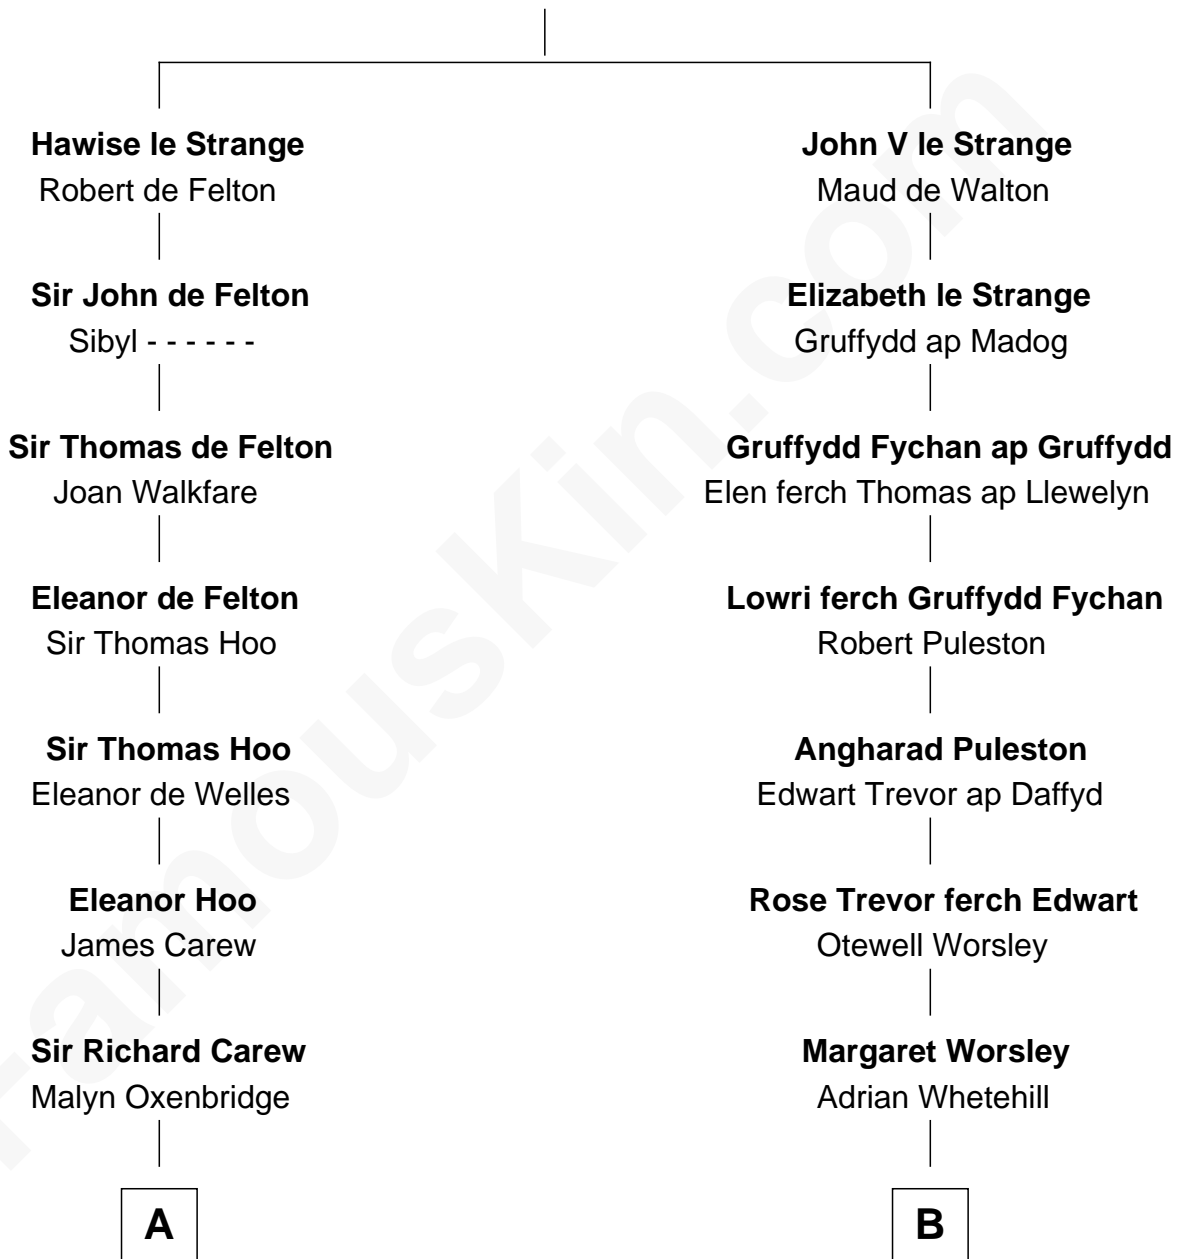 Hawise le Strange
Robert de Felton
John V le Strange
Maud de Walton
Sir John de Felton
Sibyl - - - - - -
Elizabeth le Strange
Gruffydd ap Madog
Sir Thomas de Felton
Joan Walkfare
Gruffydd Fychan ap Gruffydd
Elen ferch Thomas ap Llewelyn
Eleanor de Felton
Sir Thomas Hoo
Lowri ferch Gruffydd Fychan
Robert Puleston
Sir Thomas Hoo
Eleanor de Welles
Angharad Puleston
Edwart Trevor ap Daffyd
Eleanor Hoo
James Carew
Rose Trevor ferch Edwart
Otewell Worsley
Sir Richard Carew
Malyn Oxenbridge
Margaret Worsley
Adrian Whetehill
A
B
FamousKin.com